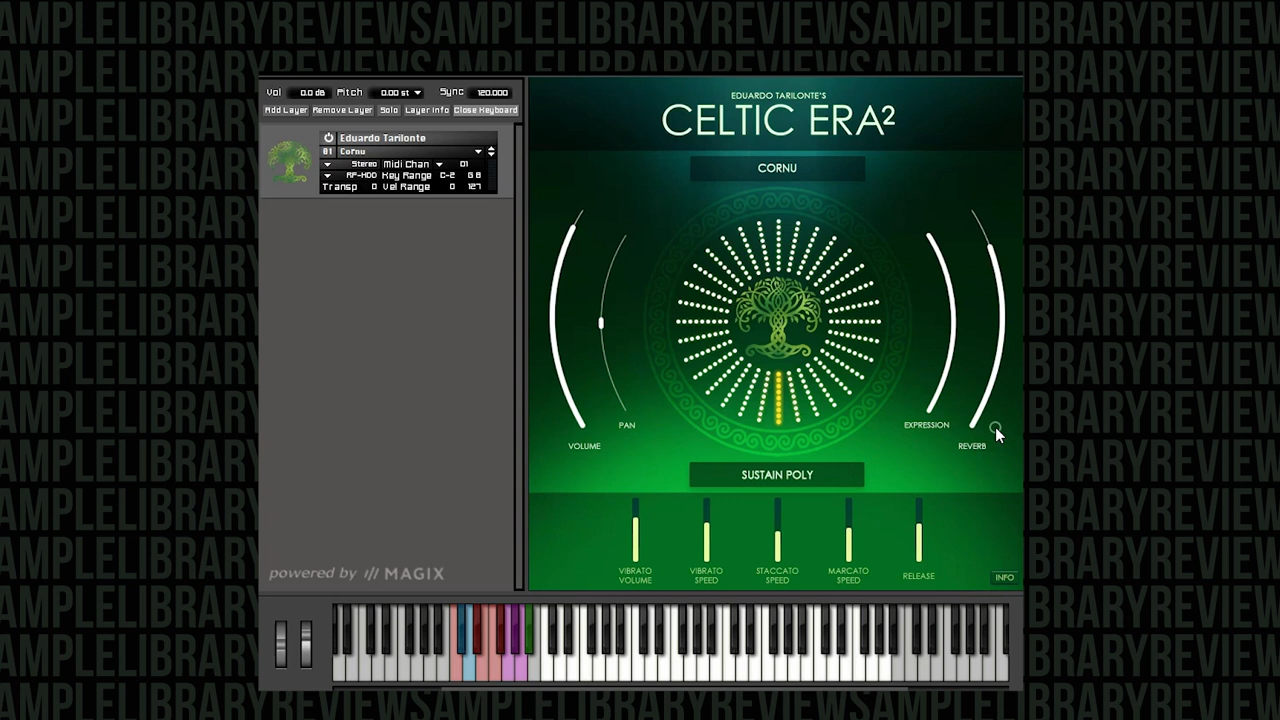 SAMPLELIBRARYREVIEWSAMPLELIBRARYREVIEWSAMPLELIBRARYREVIEWS
Vol 0.0 dB Pitch 0.00 st Sync 120.000
Add Layer Remove Layer Solo Layer Info Close Keyboard
Eduardo Tarilonte
01 Cornu
Stereo Midi Chan 01
RP-HDD Key Range C-2 G 8
Transp 0 Vel Range 0 127
powered by MAGIX
EDUARDO TARILONTE'S
CELTIC ERA²
CORNU
VOLUME
PAN
EXPRESSION
REVERB
SUSTAIN POLY
VIBRATO
VOLUME
VIBRATO
SPEED
STACCATO
SPEED
MARCATO
SPEED
RELEASE
INFO